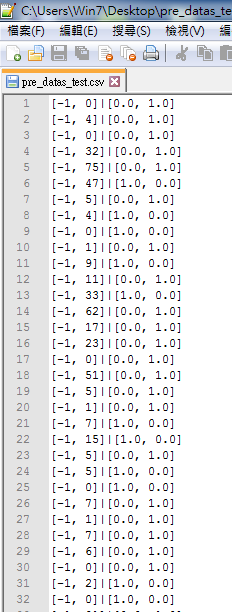 C:\Users\Win7\Desktop\pre_datas_te
檔案(F) 編輯(E) 搜尋(S) 檢視(V) 編
pre_datas_test.csv
1 [-1, 0]|[0.0, 1.0]
2 [-1, 4]|[0.0, 1.0]
3 [-1, 0]|[0.0, 1.0]
4 [-1, 32]|[0.0, 1.0]
5 [-1, 75]|[0.0, 1.0]
6 [-1, 47]|[1.0, 0.0]
7 [-1, 5]|[0.0, 1.0]
8 [-1, 4]|[1.0, 0.0]
9 [-1, 0]|[1.0, 0.0]
10 [-1, 1]|[0.0, 1.0]
11 [-1, 9]|[1.0, 0.0]
12 [-1, 11]|[0.0, 1.0]
13 [-1, 33]|[1.0, 0.0]
14 [-1, 62]|[0.0, 1.0]
15 [-1, 17]|[0.0, 1.0]
16 [-1, 23]|[0.0, 1.0]
17 [-1, 0]|[0.0, 1.0]
18 [-1, 51]|[0.0, 1.0]
19 [-1, 5]|[0.0, 1.0]
20 [-1, 1]|[0.0, 1.0]
21 [-1, 7]|[1.0, 0.0]
22 [-1, 15]|[1.0, 0.0]
23 [-1, 5]|[0.0, 1.0]
24 [-1, 5]|[1.0, 0.0]
25 [-1, 0]|[1.0, 0.0]
26 [-1, 7]|[0.0, 1.0]
27 [-1, 1]|[0.0, 1.0]
28 [-1, 7]|[0.0, 1.0]
29 [-1, 6]|[0.0, 1.0]
30 [-1, 0]|[0.0, 1.0]
31 [-1, 2]|[1.0, 0.0]
32 [-1, 0]|[1.0, 0.0]